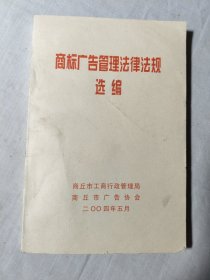 商标广告管理法律法规
选编
商丘市工商行政管理局
商丘市广告协会
二〇〇四年五月